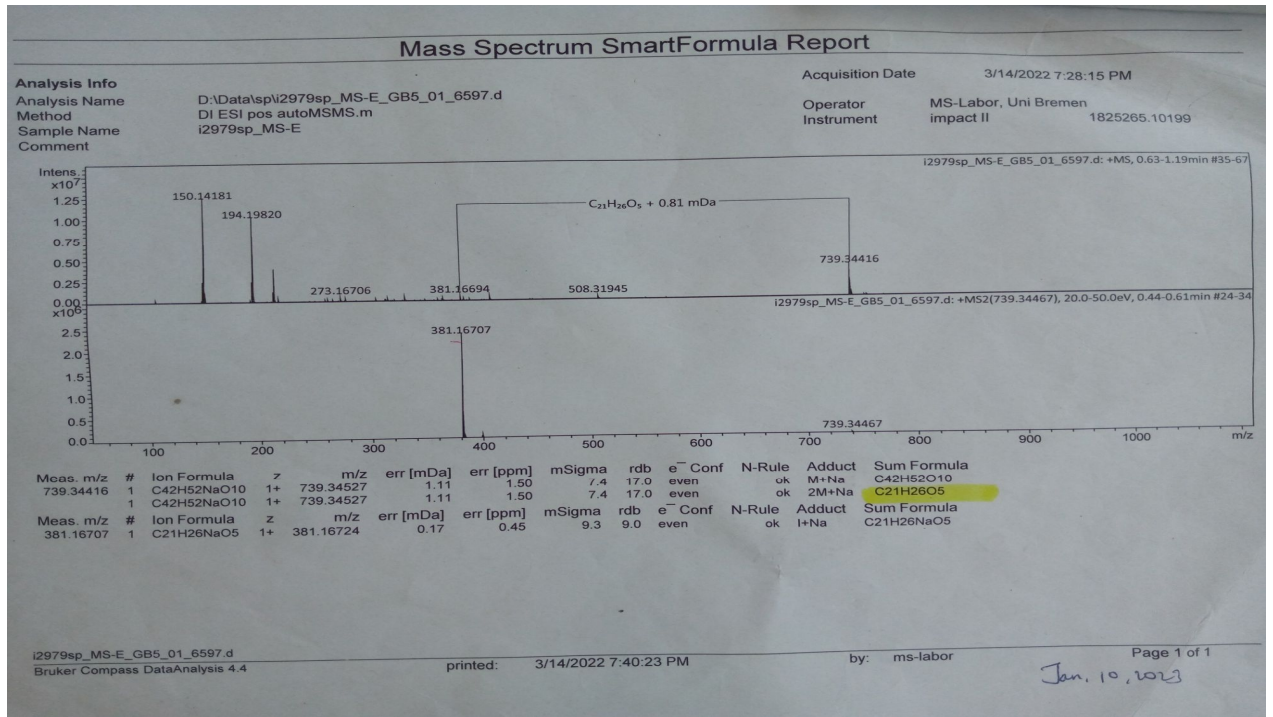 Mass Spectrum SmartFormula Report
Analysis Info
Acquisition Date 3/14/2022 7:28:15 PM
Analysis Name D:\Data\sp\i2979sp_MS-E_GB5_01_6597.d
Method DI ESI pos autoMSMS.m
Operator MS-Labor, Uni Bremen
Sample Name i2979sp_MS-E
Instrument impact II 1825265.10199
Comment
i2979sp_MS-E_GB5_01_6597.d: +MS, 0.63-1.19min #35-67
Intens.
x10⁷
1.25
1.00
0.75
0.50
0.25
0.00
150.14181
194.19820
C₂₁H₂₆O₅ + 0.81 mDa
739.34416
273.16706
381.16694
508.31945
i2979sp_MS-E_GB5_01_6597.d: +MS2(739.34467), 20.0-50.0eV, 0.44-0.61min #24-34
x10⁶
2.5
2.0
1.5
1.0
0.5
0.0
381.16707
739.34467
100 200 300 400 500 600 700 800 900 1000 m/z
Meas. m/z # Ion Formula z m/z err [mDa] err [ppm] mSigma rdb e⁻ Conf N-Rule Adduct Sum Formula
739.34416 1 C42H52NaO10 1+ 739.34527 1.11 1.50 7.4 17.0 even ok M+Na C42H52O10
1 C42H52NaO10 1+ 739.34527 1.11 1.50 7.4 17.0 even ok 2M+Na C21H26O5
Meas. m/z # Ion Formula z m/z err [mDa] err [ppm] mSigma rdb e⁻ Conf N-Rule Adduct Sum Formula
381.16707 1 C21H26NaO5 1+ 381.16724 0.17 0.45 9.3 9.0 even ok I+Na C21H26O5
i2979sp_MS-E_GB5_01_6597.d
Bruker Compass DataAnalysis 4.4 printed: 3/14/2022 7:40:23 PM by: ms-labor Page 1 of 1
Jan, 10, 2023